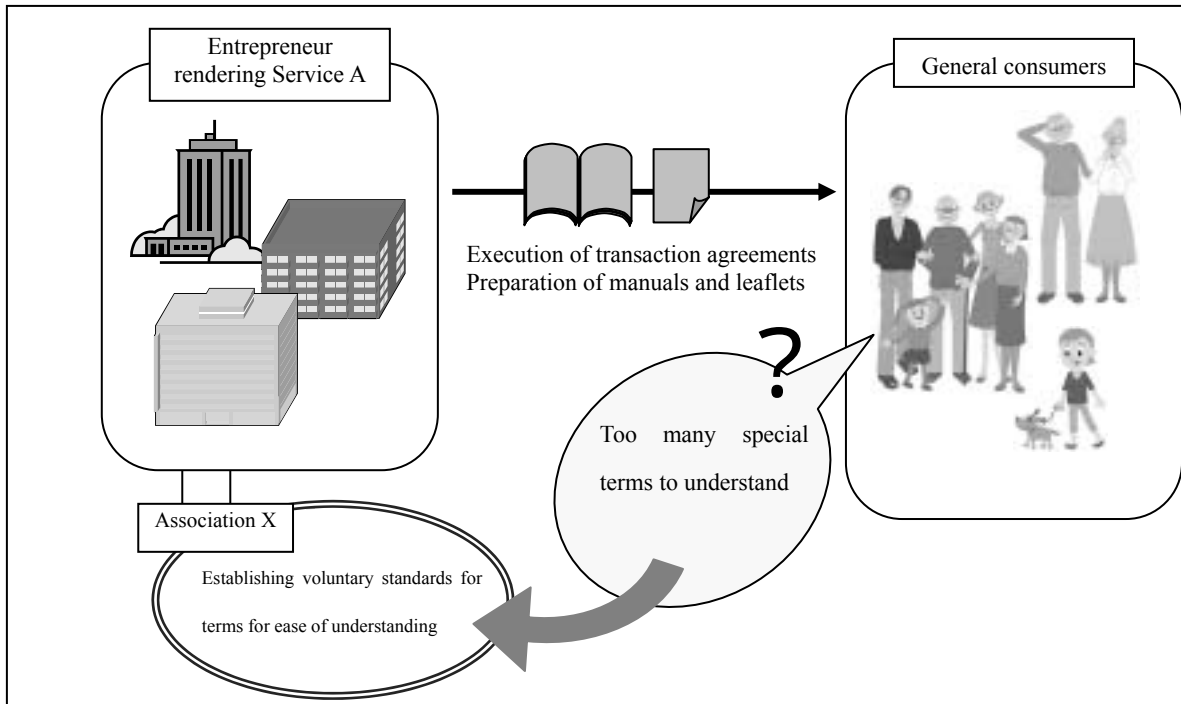 Entrepreneur
rendering Service A
General consumers
Execution of transaction agreements
Preparation of manuals and leaflets
?
Too many special
terms to understand
Association X
Establishing voluntary standards for
terms for ease of understanding